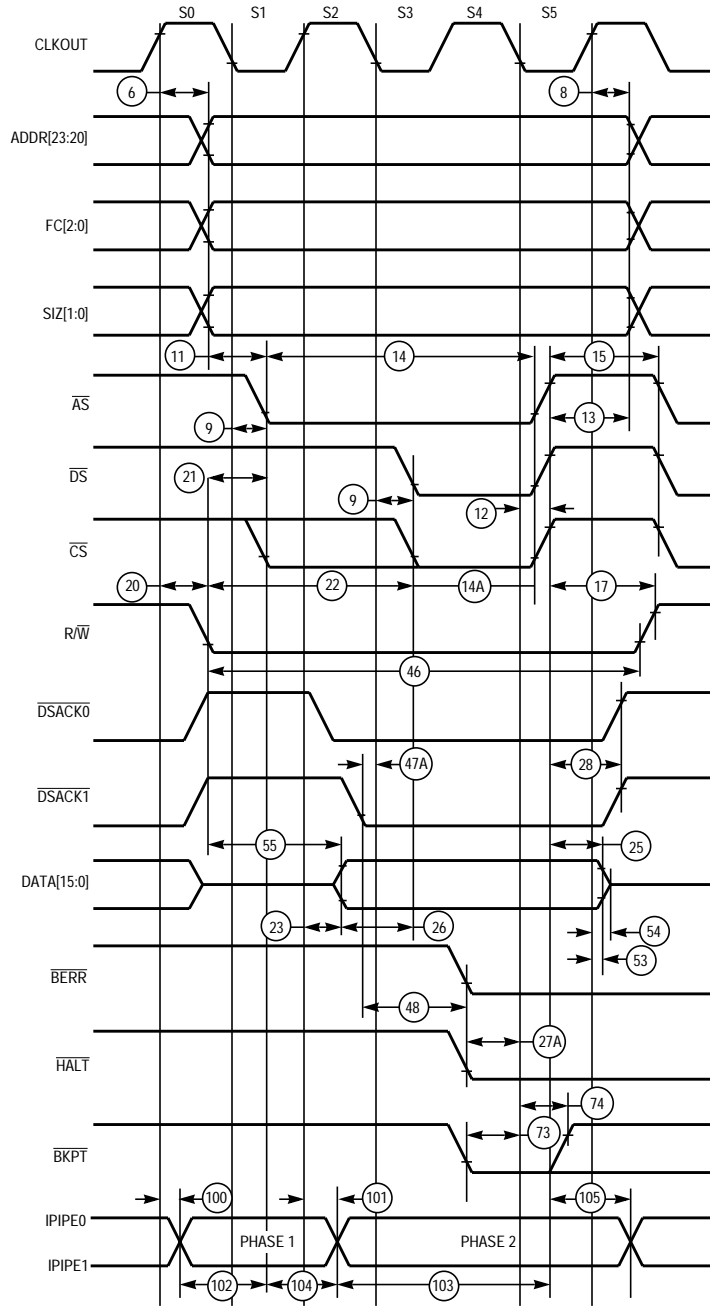 S0 S1 S2 S3 S4 S5
CLKOUT
6 8
ADDR[23:20]
FC[2:0]
SIZ[1:0]
11 14 15
AS
9 13
DS
21 9 12
CS
20 22 14A 17
R/W
46
DSACK0
47A 28
DSACK1
55 25
DATA[15:0]
23 26 54
53
BERR
48
27A
HALT
74
73
BKPT
100 101 105
IPIPE0
PHASE 1 PHASE 2
IPIPE1
102 104 103